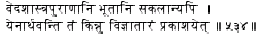 वेदशास्त्रपुराणानि भूतानि सकलान्यपि ।
येनार्थवन्ति तं किन्नु विज्ञातारं प्रकाशयेत् ॥ ५३४॥